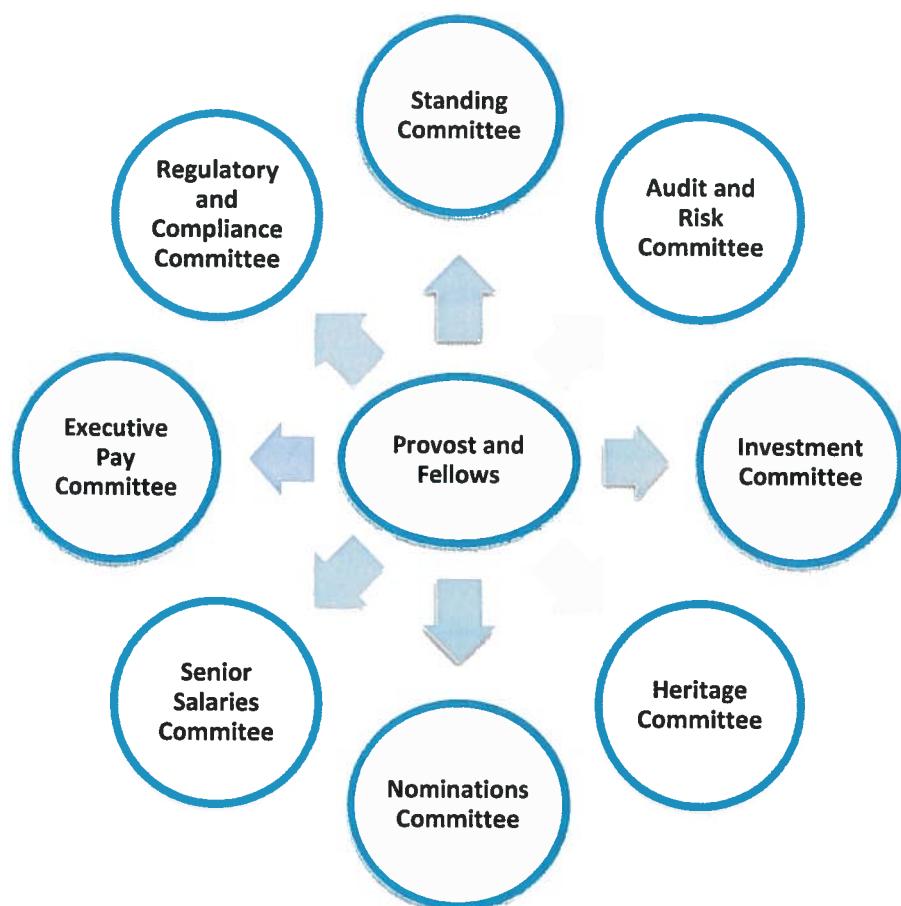 Standing
Committee
Regulatory
and
Compliance
Committee
Audit and
Risk
Committee
Executive
Pay
Committee
Provost and
Fellows
Investment
Committee
Senior
Salaries
Commitee
Heritage
Committee
Nominations
Committee